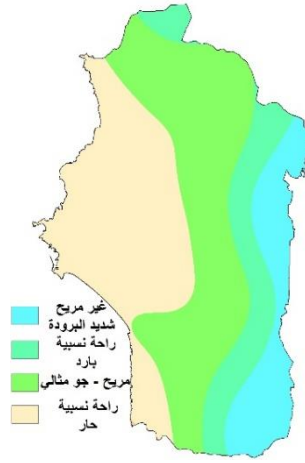 غير مريح
شديد البرودة
راحة نسبية
بارد
مريح - جو مثالي
راحة نسبية
حار